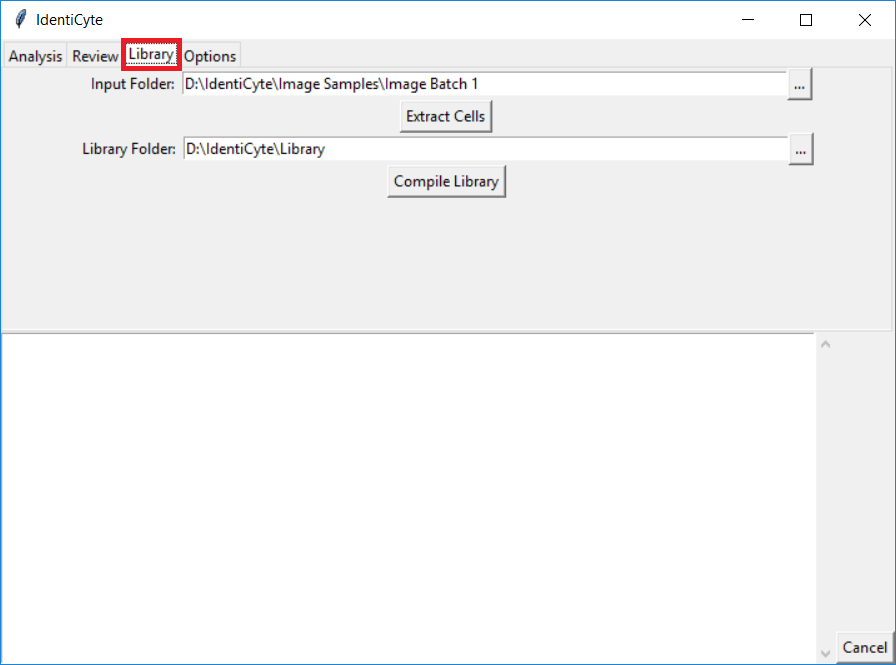 IdentiCyte
Analysis Review Library Options
Input Folder: D:\IdentiCyte\Image Samples\Image Batch 1 ...
Extract Cells
Library Folder: D:\IdentiCyte\Library ...
Compile Library
Cancel